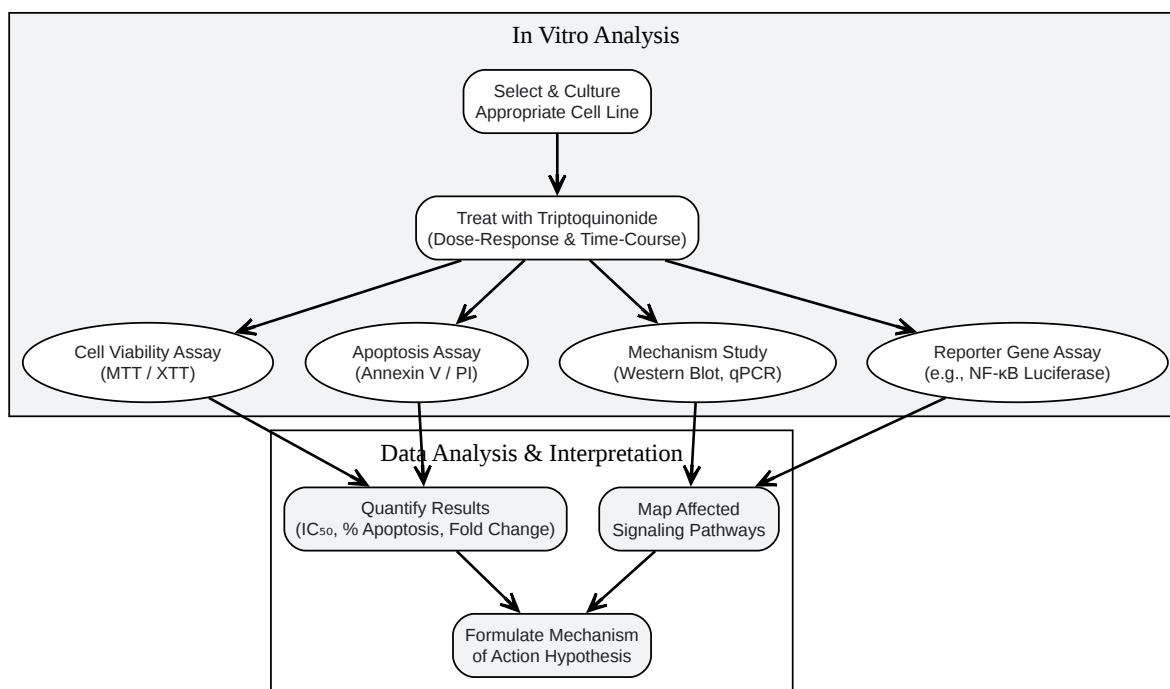 In Vitro Analysis
Select & Culture
Appropriate Cell Line
Treat with Triptoquinonide
(Dose-Response & Time-Course)
Cell Viability Assay
(MTT / XTT)
Apoptosis Assay
(Annexin V / PI)
Mechanism Study
(Western Blot, qPCR)
Reporter Gene Assay
(e.g., NF-κB Luciferase)
Data Analysis & Interpretation
Quantify Results
(IC₅₀, % Apoptosis, Fold Change)
Map Affected
Signaling Pathways
Formulate Mechanism
of Action Hypothesis